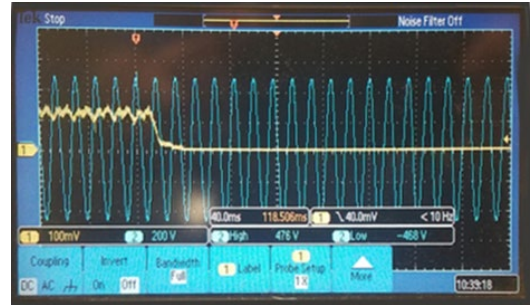 Tek Stop Noise Filter Off
1
40.0ms 118.506ms 1 40.0mV < 10 Hz
1 100mV 2 200 V 2 High 476 V 2 Low -468 V
Coupling Invert Bandwidth 1 Label 1 Probe Setup More
DC AC On Off Full 1X
10:39:18